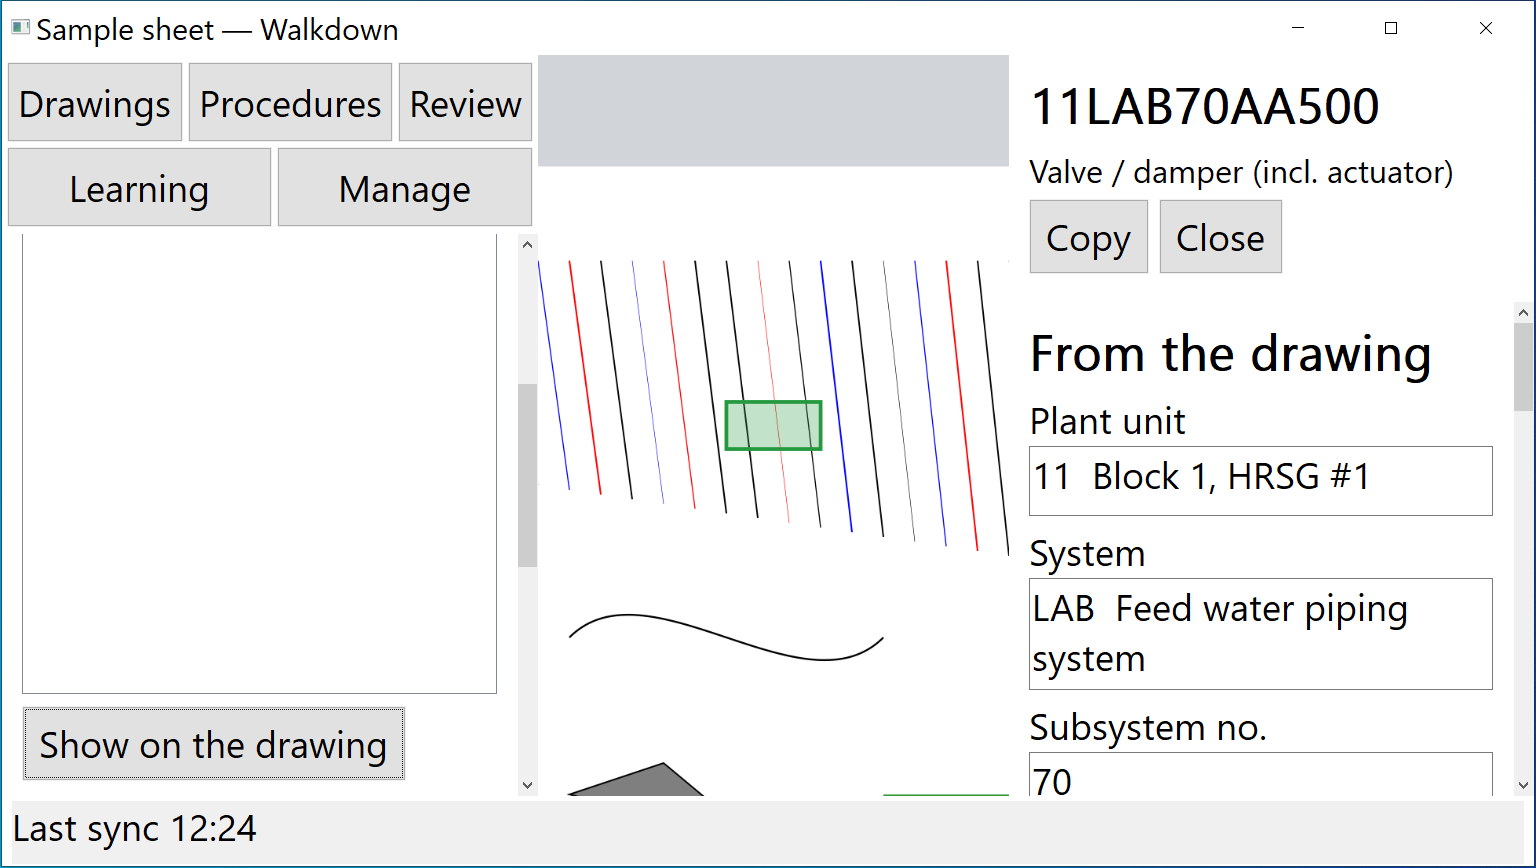 Sample sheet — Walkdown
Drawings
Procedures
Review
Learning
Manage
Show on the drawing
11LAB70AA500
Valve / damper (incl. actuator)
Copy
Close
From the drawing
Plant unit
11  Block 1, HRSG #1
System
LAB  Feed water piping
system
Subsystem no.
70
Last sync 12:24